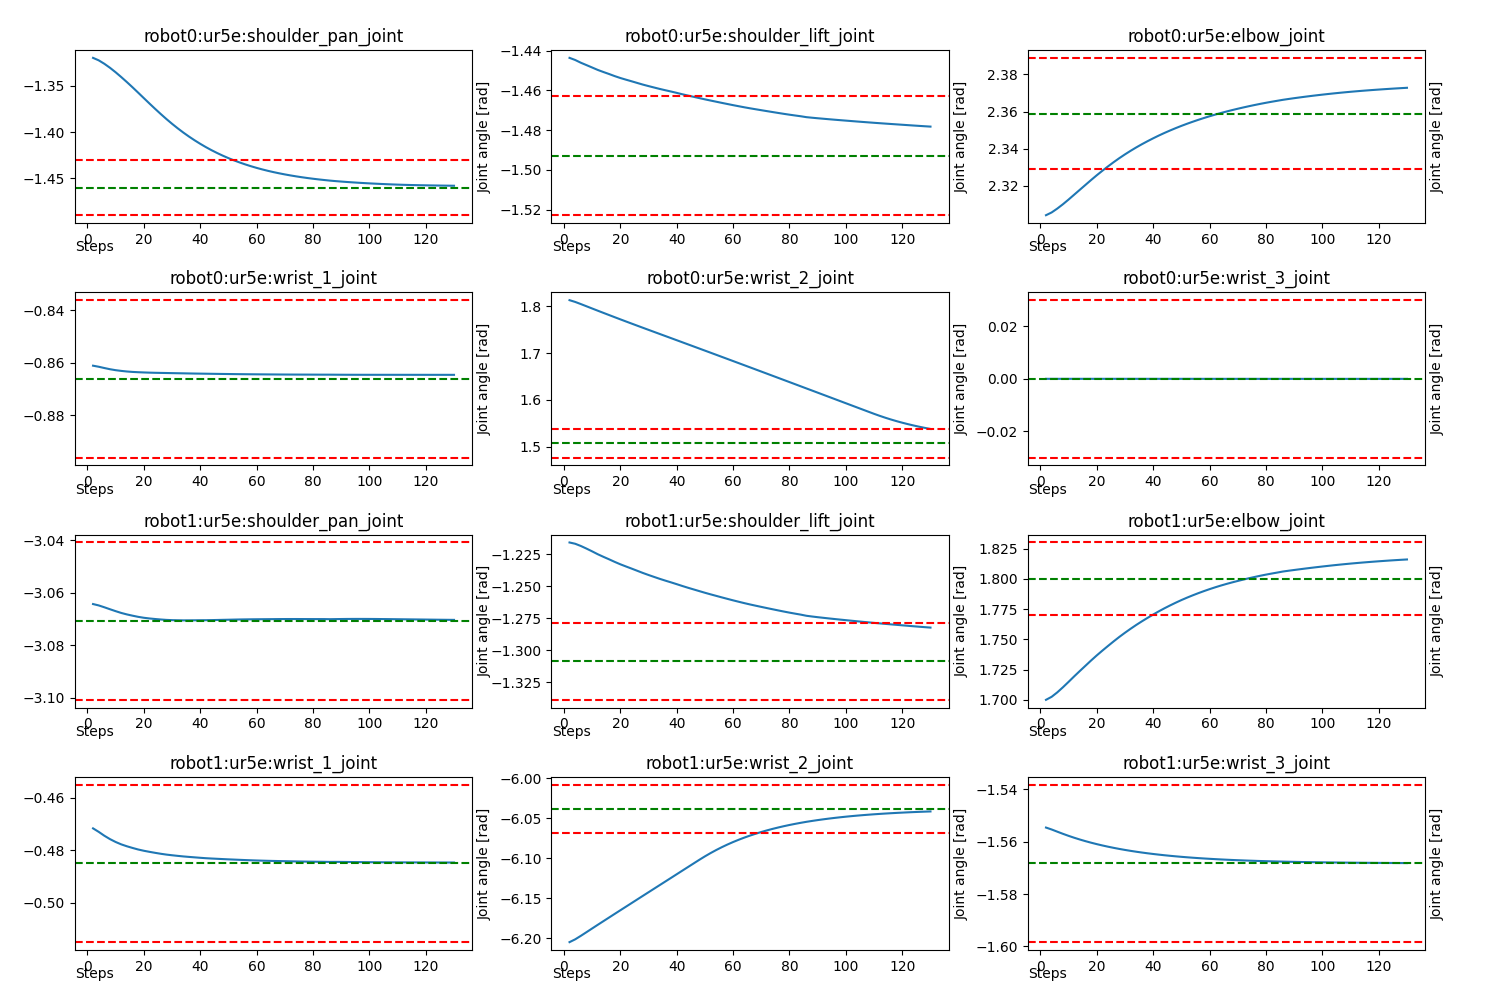 robot0:ur5e:shoulder_pan_joint
−1.35
−1.40
−1.45
0 20 40 60 80 100 120
Steps
Joint angle [rad]
robot0:ur5e:shoulder_lift_joint
−1.44
−1.46
−1.48
−1.50
−1.52
0 20 40 60 80 100 120
Steps
Joint angle [rad]
robot0:ur5e:elbow_joint
2.38
2.36
2.34
2.32
0 20 40 60 80 100 120
Steps
Joint angle [rad]
robot0:ur5e:wrist_1_joint
−0.84
−0.86
−0.88
0 20 40 60 80 100 120
Steps
Joint angle [rad]
robot0:ur5e:wrist_2_joint
1.8
1.7
1.6
1.5
0 20 40 60 80 100 120
Steps
Joint angle [rad]
robot0:ur5e:wrist_3_joint
0.02
0.00
−0.02
0 20 40 60 80 100 120
Steps
Joint angle [rad]
robot1:ur5e:shoulder_pan_joint
−3.04
−3.06
−3.08
−3.10
0 20 40 60 80 100 120
Steps
Joint angle [rad]
robot1:ur5e:shoulder_lift_joint
−1.225
−1.250
−1.275
−1.300
−1.325
0 20 40 60 80 100 120
Steps
Joint angle [rad]
robot1:ur5e:elbow_joint
1.825
1.800
1.775
1.750
1.725
1.700
0 20 40 60 80 100 120
Steps
Joint angle [rad]
robot1:ur5e:wrist_1_joint
−0.46
−0.48
−0.50
0 20 40 60 80 100 120
Steps
Joint angle [rad]
robot1:ur5e:wrist_2_joint
−6.00
−6.05
−6.10
−6.15
−6.20
0 20 40 60 80 100 120
Steps
Joint angle [rad]
robot1:ur5e:wrist_3_joint
−1.54
−1.56
−1.58
−1.60
0 20 40 60 80 100 120
Steps
Joint angle [rad]